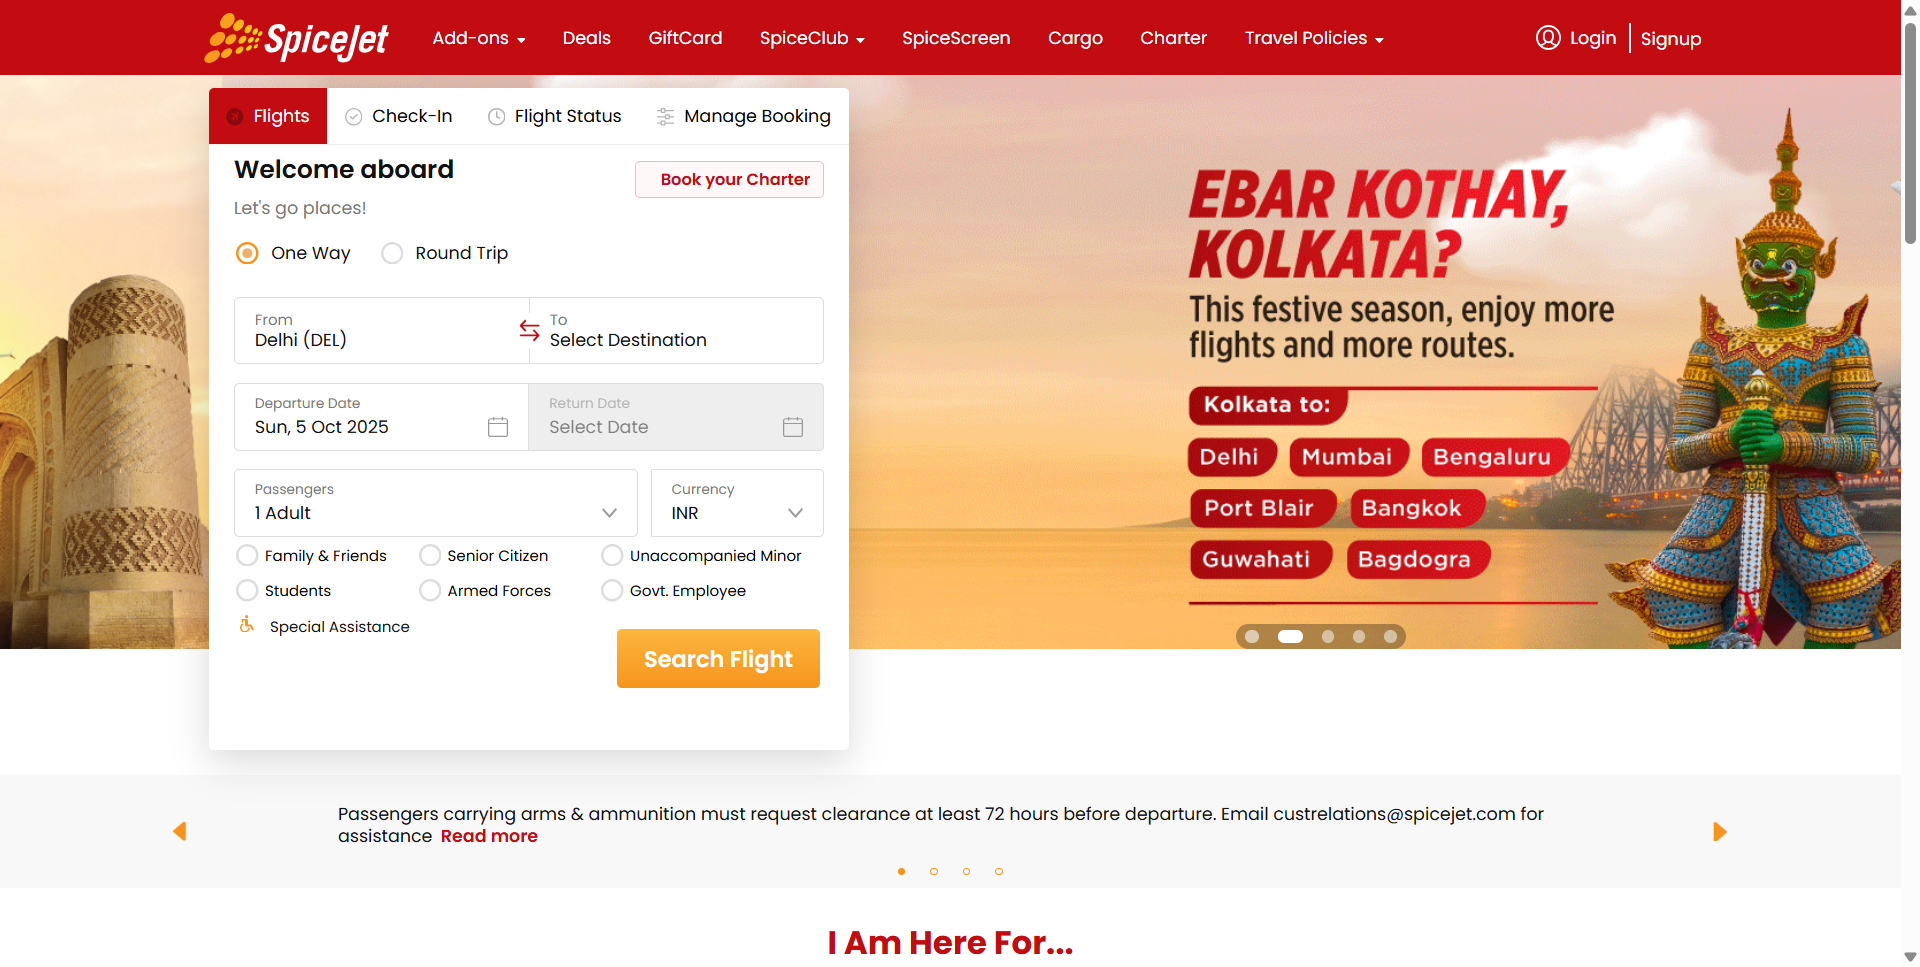 SpiceJet
Add-ons
Deals
GiftCard
SpiceClub
SpiceScreen
Cargo
Charter
Travel Policies
Login
Signup
Flights
Check-In
Flight Status
Manage Booking
Welcome aboard
Book your Charter
Let's go places!
One Way
Round Trip
From
Delhi (DEL)
To
Select Destination
Departure Date
Sun, 5 Oct 2025
Return Date
Select Date
Passengers
1 Adult
Currency
INR
Family & Friends
Senior Citizen
Unaccompanied Minor
Students
Armed Forces
Govt. Employee
Special Assistance
Search Flight
EBAR KOTHAY,
KOLKATA?
This festive season, enjoy more
flights and more routes.
Kolkata to:
Delhi
Mumbai
Bengaluru
Port Blair
Bangkok
Guwahati
Bagdogra
Passengers carrying arms & ammunition must request clearance at least 72 hours before departure. Email custrelations@spicejet.com for
assistance Read more
I Am Here For...